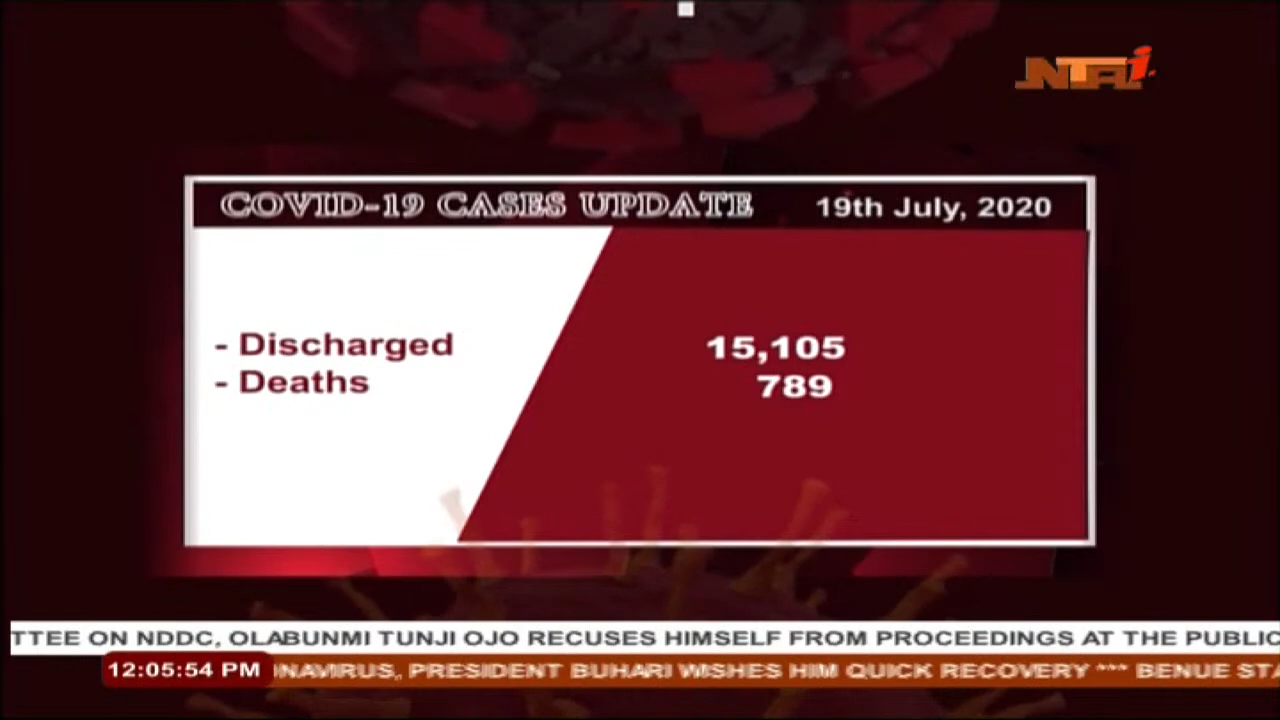 NTA i
COVID-19 CASES UPDATE 19th July, 2020
- Discharged 15,105
- Deaths 789
TTEE ON NDDC, OLABUNMI TUNJI OJO RECUSES HIMSELF FROM PROCEEDINGS AT THE PUBLIC
12:05:54 PM NAVIRUS, PRESIDENT BUHARI WISHES HIM QUICK RECOVERY *** BENUE STA